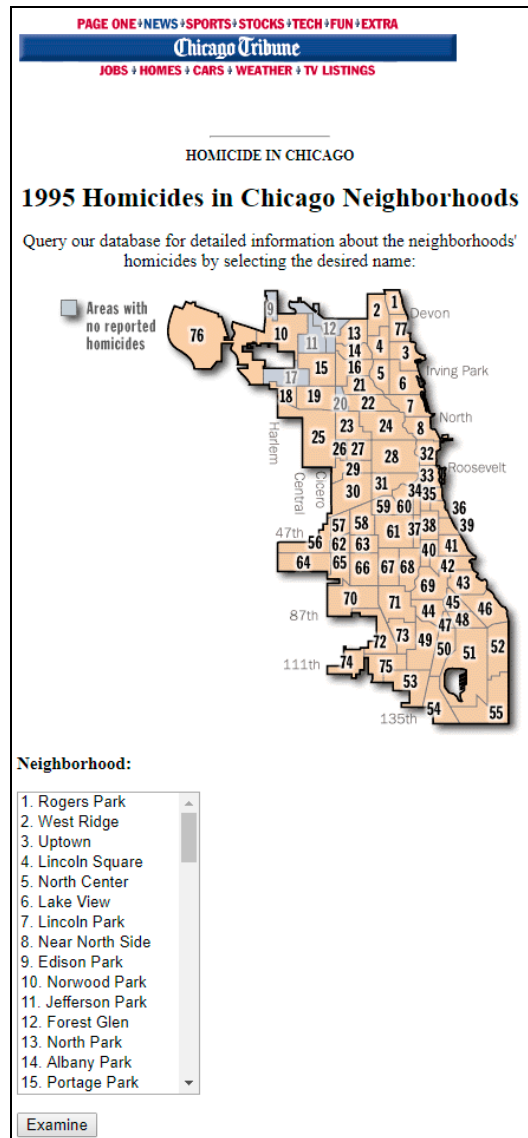 PAGE ONE♦NEWS♦SPORTS♦STOCKS♦TECH♦FUN♦EXTRA
Chicago Tribune
JOBS ♦ HOMES ♦ CARS ♦ WEATHER ♦ TV LISTINGS
HOMICIDE IN CHICAGO
1995 Homicides in Chicago Neighborhoods
Query our database for detailed information about the neighborhoods'
homicides by selecting the desired name:
Areas with
no reported
homicides
9 2 1 Devon
76 10 12 13 77
11 14 4 3
17 15 16 5 Irving Park
21 6
18 19 20 22 7 North
23 24 8
25 26 27 28 32 Roosevelt
29 33
30 31 34 35
Harlem
Central
Cicero
59 60 36
47th 57 58 61 37 38 39
56 62 63 40 41
64 65 66 67 68 42
69 43
70 71 44 45 46
87th 47 48
72 73 49 50 51 52
111th 74 75
53
135th 54 55
Neighborhood:
1. Rogers Park
2. West Ridge
3. Uptown
4. Lincoln Square
5. North Center
6. Lake View
7. Lincoln Park
8. Near North Side
9. Edison Park
10. Norwood Park
11. Jefferson Park
12. Forest Glen
13. North Park
14. Albany Park
15. Portage Park
Examine